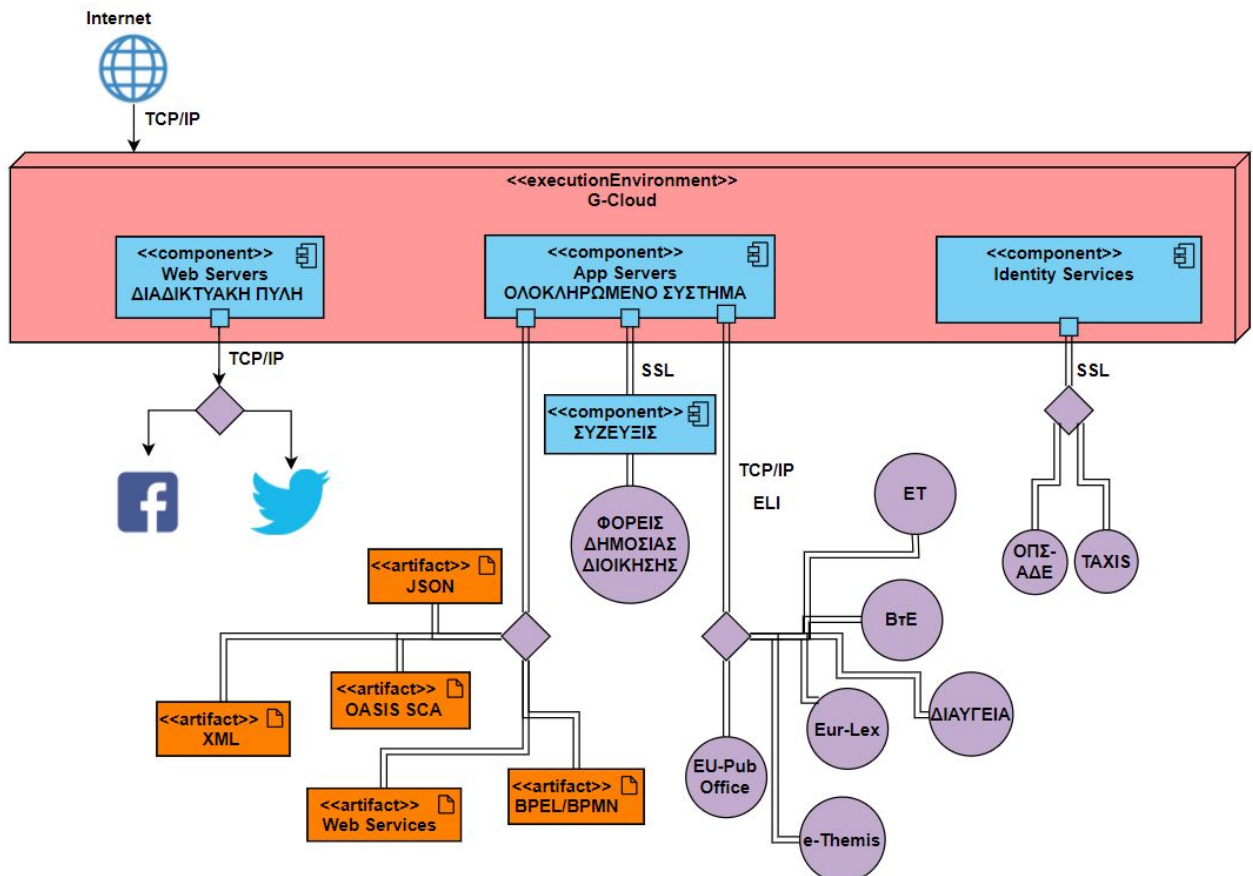 Internet
TCP/IP
<<executionEnvironment>>
G-Cloud
<<component>>
Web Servers
ΔΙΑΔΙΚΤΥΑΚΗ ΠΥΛΗ
<<component>>
App Servers
ΟΛΟΚΛΗΡΩΜΕΝΟ ΣΥΣΤΗΜΑ
<<component>>
Identity Services
TCP/IP
SSL
SSL
<<component>>
ΣΥΖΕΥΞΙΣ
TCP/IP
ELI
ΦΟΡΕΙΣ
ΔΗΜΟΣΙΑΣ
ΔΙΟΙΚΗΣΗΣ
ΕΤ
ΟΠΣ-
ΑΔΕ
TAXIS
<<artifact>>
JSON
ΒτΕ
<<artifact>>
OASIS SCA
<<artifact>>
XML
Eur-Lex
ΔΙΑΥΓΕΙΑ
EU-Pub
Office
<<artifact>>
BPEL/BPMN
<<artifact>>
Web Services
e-Themis